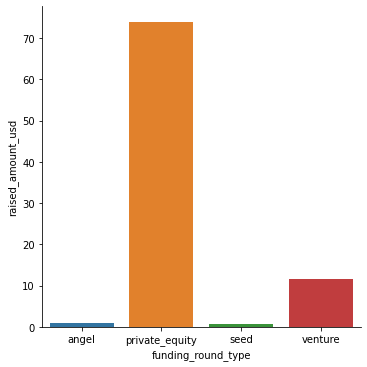 raised_amount_usd
70
60
50
40
30
20
10
0
angel private_equity seed venture
funding_round_type